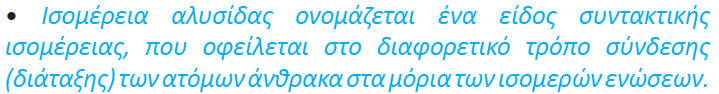 • Ισομέρεια αλυσίδας ονομάζεται ένα είδος συντακτικής
ισομέρειας, που οφείλεται στο διαφορετικό τρόπο σύνδεσης
(διάταξης) των ατόμων άνθρακα στα μόρια των ισομερών ενώσεων.